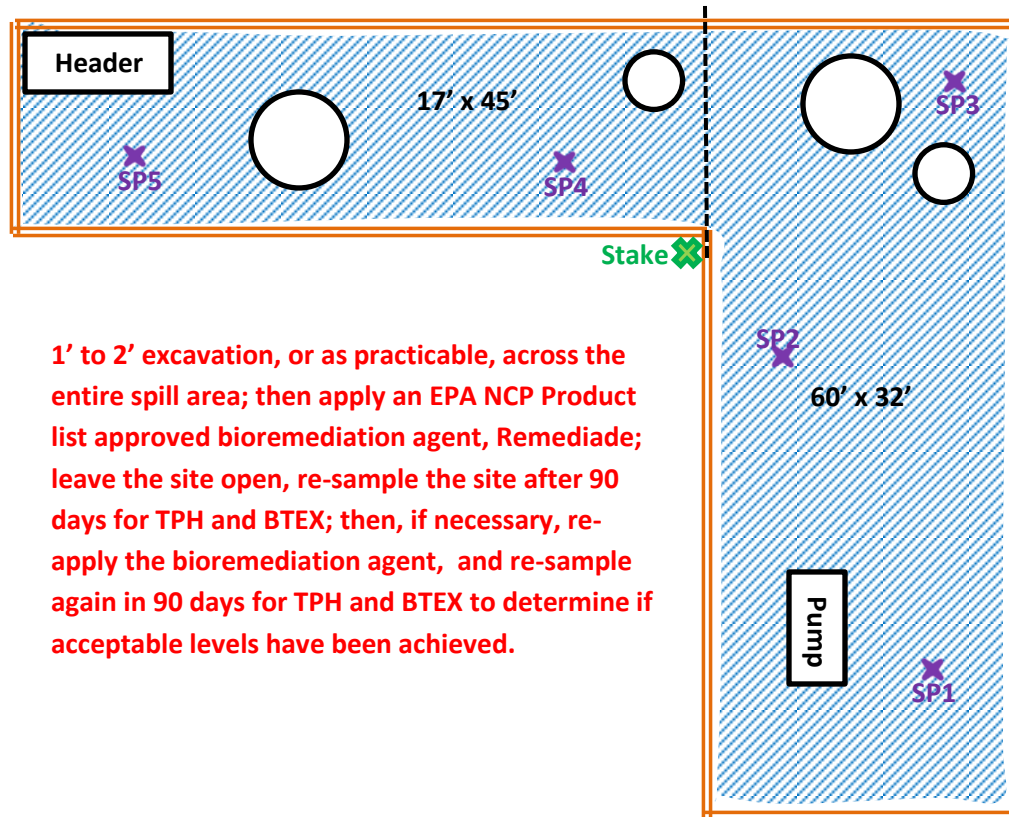 Header
17’ x 45’
SP3
SP5
SP4
Stake
SP2
60’ x 32’
1’ to 2’ excavation, or as practicable, across the
entire spill area; then apply an EPA NCP Product
list approved bioremediation agent, Remediade;
leave the site open, re-sample the site after 90
days for TPH and BTEX; then, if necessary, re-
apply the bioremediation agent,  and re-sample
again in 90 days for TPH and BTEX to determine if
acceptable levels have been achieved.
Pump
SP1